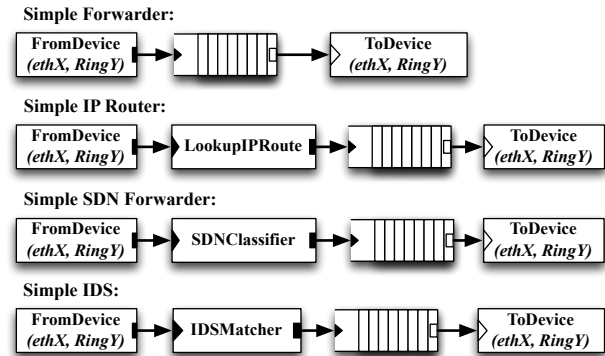 Simple Forwarder:
FromDevice
(ethX, RingY)
ToDevice
(ethX, RingY)
Simple IP Router:
FromDevice
(ethX, RingY)
LookupIPRoute
ToDevice
(ethX, RingY)
Simple SDN Forwarder:
FromDevice
(ethX, RingY)
SDNClassifier
ToDevice
(ethX, RingY)
Simple IDS:
FromDevice
(ethX, RingY)
IDSMatcher
ToDevice
(ethX, RingY)